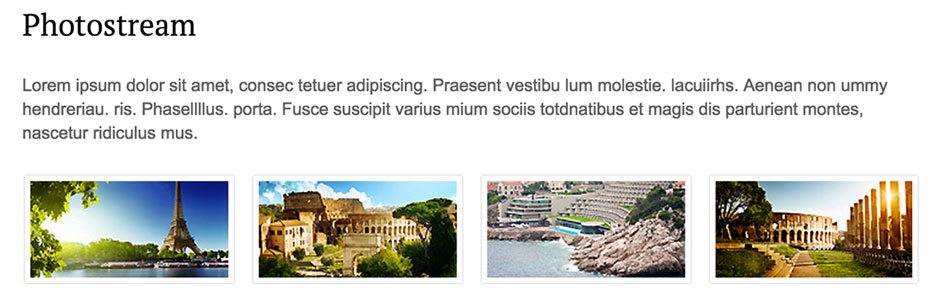 Photostream
Lorem ipsum dolor sit amet, consec tetuer adipiscing. Praesent vestibu lum molestie. lacuiirhs. Aenean non ummy
hendreriau. ris. Phasellllus. porta. Fusce suscipit varius mium sociis totdnatibus et magis dis parturient montes,
nascetur ridiculus mus.